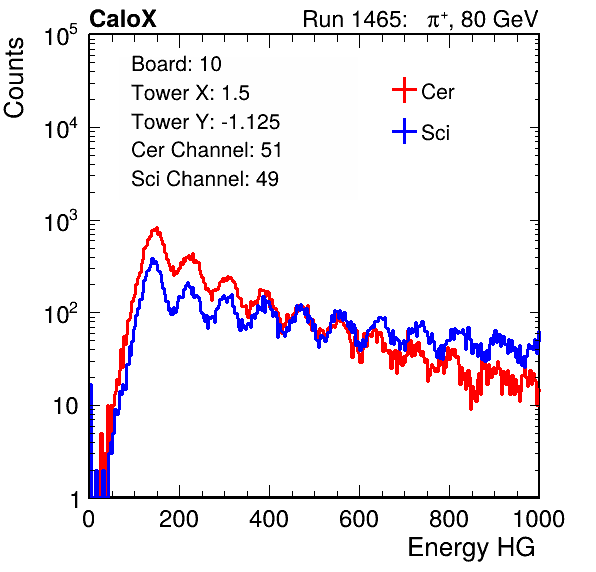 CaloX Run 1465: π⁺, 80 GeV
Counts
10⁵
10⁴
10³
10²
10
1
Board: 10
Tower X: 1.5
Tower Y: -1.125
Cer Channel: 51
Sci Channel: 49
Cer
Sci
0 200 400 600 800 1000
Energy HG